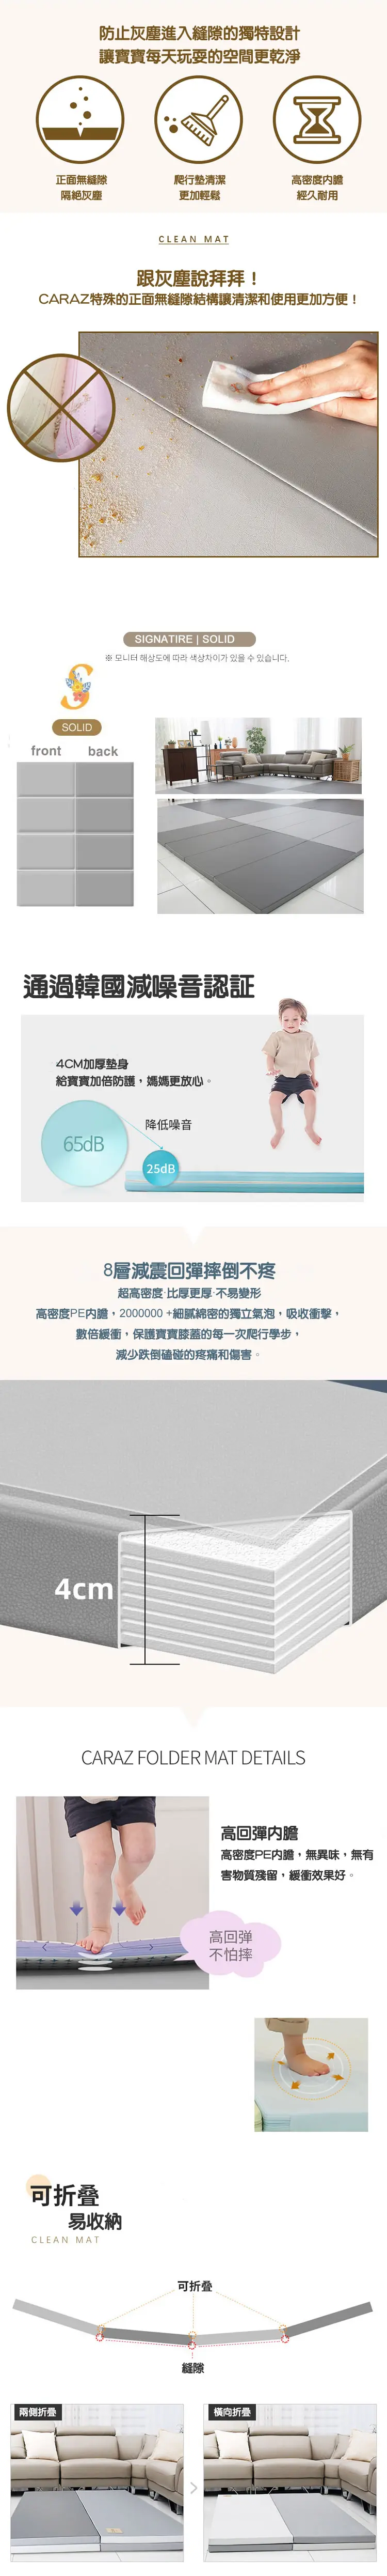 防止灰塵進入縫隙的獨特設計
讓寶寶每天玩耍的空間更乾淨
正面無縫隙
隔絕灰塵
爬行墊清潔
更加輕鬆
高密度內膽
經久耐用
CLEAN MAT
跟灰塵說拜拜！
CARAZ特殊的正面無縫隙結構讓清潔和使用更加方便！
SIGNATIRE | SOLID
※ 모니터 해상도에 따라 색상차이가 있을 수 있습니다.
S
SOLID
front back
通過韓國減噪音認証
4CM加厚墊身
給寶寶加倍防護，媽媽更放心。
降低噪音
65dB
25dB
8層減震回彈摔倒不疼
超高密度·比厚更厚·不易變形
高密度PE內膽，2000000 +細膩綿密的獨立氣泡，吸收衝擊，
數倍緩衝，保護寶寶膝蓋的每一次爬行學步，
減少跌倒磕碰的疼痛和傷害。
4cm
CARAZ FOLDER MAT DETAILS
高回彈內膽
高密度PE內膽，無異味，無有
害物質殘留，緩衝效果好。
高回弹
不怕摔
可折叠
易收納
CLEAN MAT
可折叠
縫隙
兩側折疊
橫向折疊